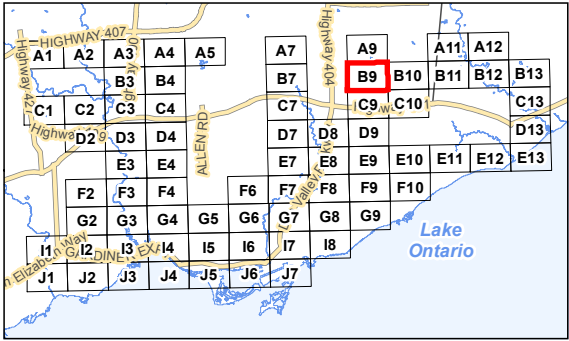 HIGHWAY 407
Highway 404
A1 A2 A3 A4 A5 A7 A9 A11 A12
B3 B4 B7 B9 B10 B11 B12 B13
C1 C2 C3 C4 C7 C9 C10 C13
ALLEN RD
D2 D3 D4 D7 D8 D9 D13
E3 E4 E7 E8 E9 E10 E11 E12 E13
F2 F3 F4 F6 F7 F8 F9 F10
G2 G3 G4 G5 G6 G7 G8 G9
Lake
Ontario
I1 I2 I3 I4 I5 I6 I7 I8
J1 J2 J3 J4 J5 J6 J7